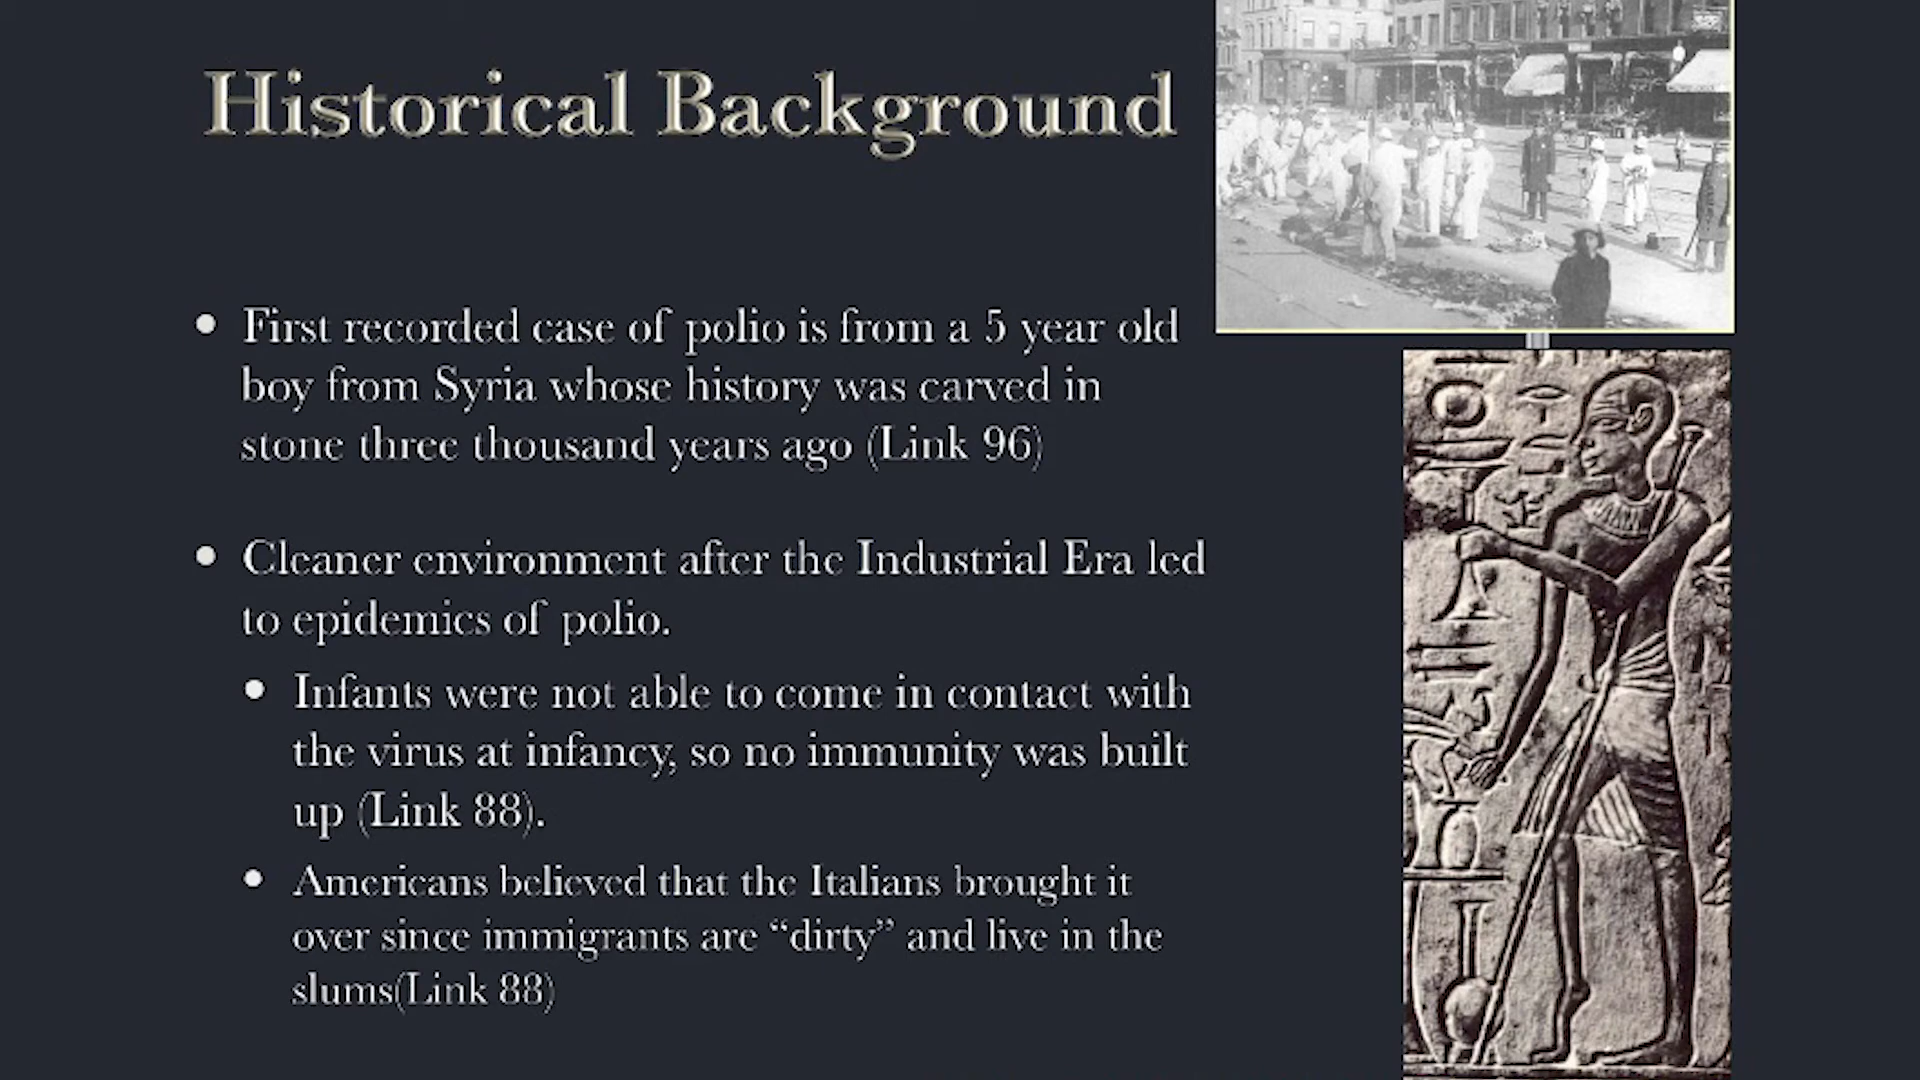 Historical Background
First recorded case of polio is from a 5 year old
boy from Syria whose history was carved in
stone three thousand years ago (Link 96)
Cleaner environment after the Industrial Era led
to epidemics of polio.
Infants were not able to come in contact with
the virus at infancy, so no immunity was built
up (Link 88).
Americans believed that the Italians brought it
over since immigrants are “dirty” and live in the
slums(Link 88)